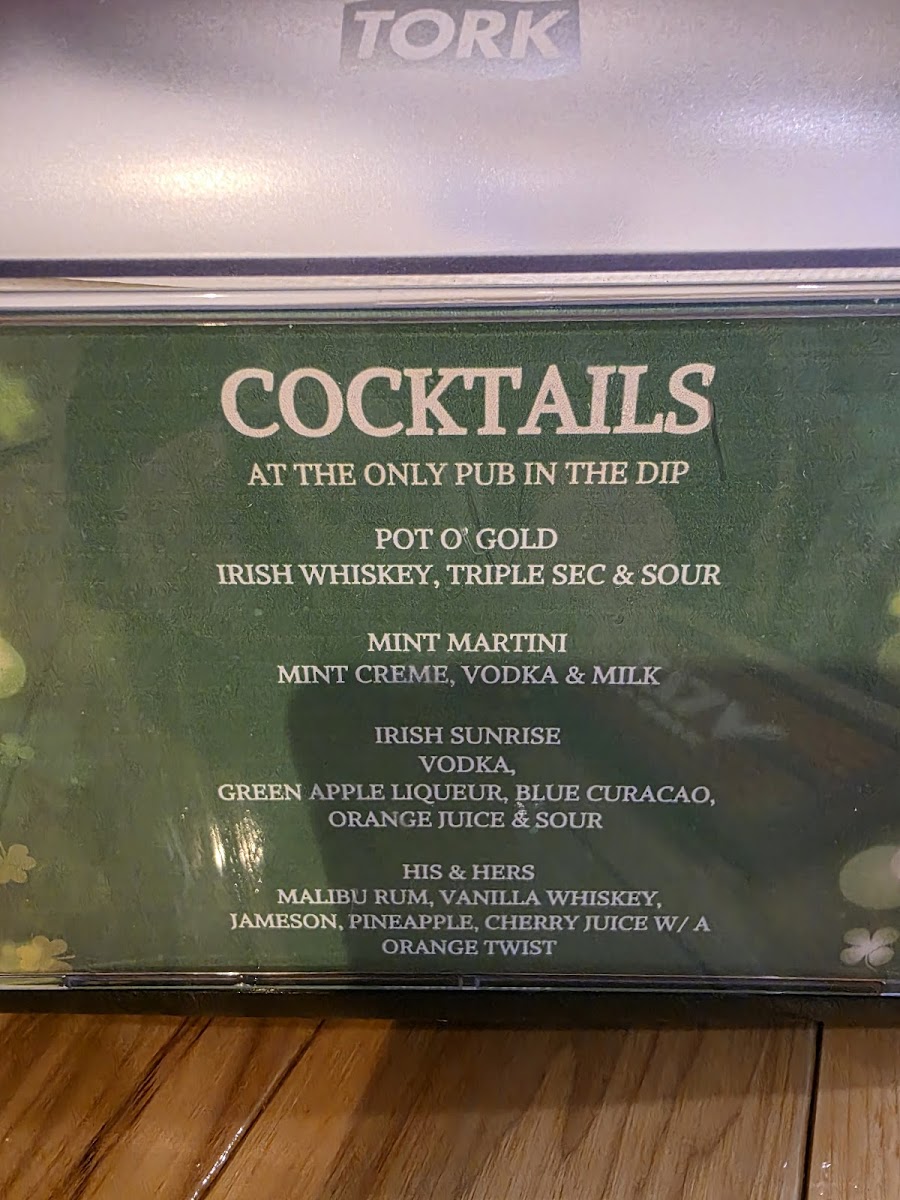 TORK
COCKTAILS
AT THE ONLY PUB IN THE DIP
POT O' GOLD
IRISH WHISKEY, TRIPLE SEC & SOUR
MINT MARTINI
MINT CREME, VODKA & MILK
IRISH SUNRISE
VODKA,
GREEN APPLE LIQUEUR, BLUE CURACAO,
ORANGE JUICE & SOUR
HIS & HERS
MALIBU RUM, VANILLA WHISKEY,
JAMESON, PINEAPPLE, CHERRY JUICE W/ A
ORANGE TWIST